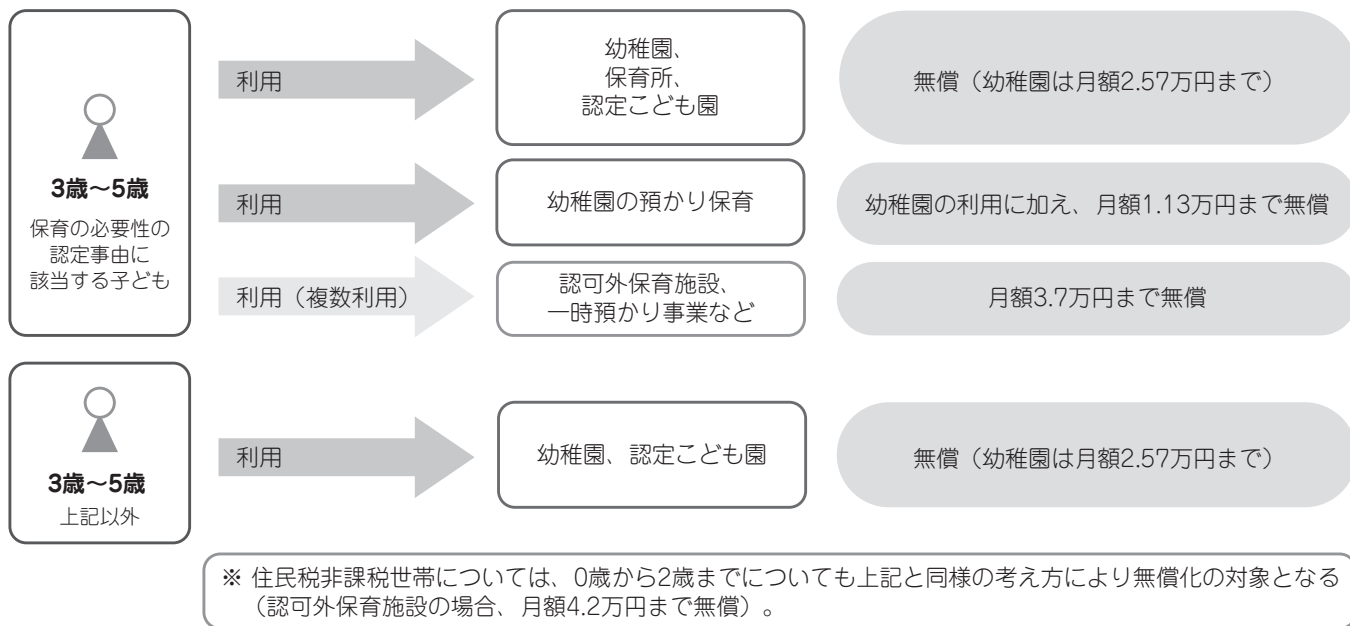 3歳～5歳
保育の必要性の
認定事由に
該当する子ども
利用
幼稚園、
保育所、
認定こども園
無償（幼稚園は月額2.57万円まで）
利用
幼稚園の預かり保育
幼稚園の利用に加え、月額1.13万円まで無償
利用（複数利用）
認可外保育施設、
一時預かり事業など
月額3.7万円まで無償
3歳～5歳
上記以外
利用
幼稚園、認定こども園
無償（幼稚園は月額2.57万円まで）
※ 住民税非課税世帯については、0歳から2歳までについても上記と同様の考え方により無償化の対象となる
（認可外保育施設の場合、月額4.2万円まで無償）。